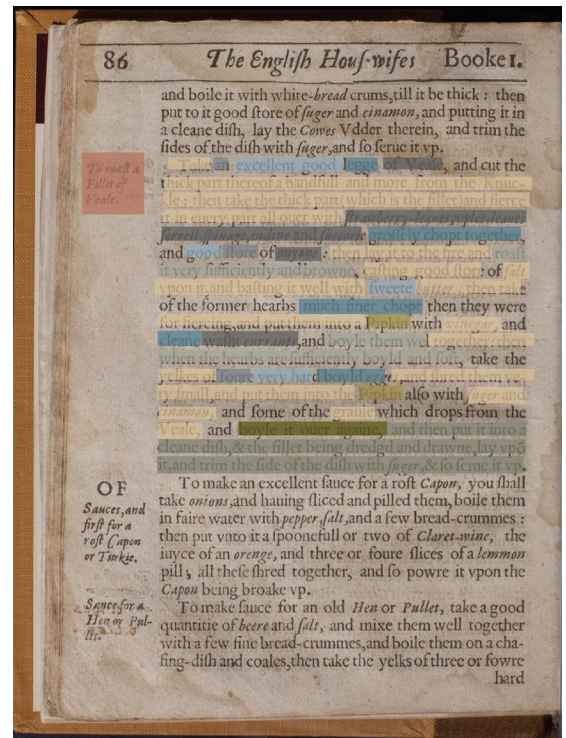 86 The Engliſh Houſ-wifes Booke 1.
and boile it with white-bread crums,till it be thick : then
put to it good ſtore of ſuger and cinamon, and putting it in
a cleane diſh, lay the Cowes Vdder therein, and trim the
ſides of the diſh with ſuger,and ſo ſerue it vp.
To roaſt a
Fillet of
Veale.
Take an excellent good legge of Veale, and cut the
thick part thereof a handfull and more from the Knuc-
kle : then take the thick part (which is the fillet) and fierce
it in euery part all ouer with ſtrawberry-leaues,violet-leaues,
ſorrell,ſpinage,endive and ſuccorie groſſely chopt together,
and good ſtore of onyons : then lay it to the fire and roaſt
it very ſufficiently and browne, caſting good ſtore of ſalt
vpon it,and baſting it well with ſweete butter : then take
of the former hearbs much finer chopt then they were
for fiercing,and put them into a Pipkin with vinegar, and
cleane waſht currants,and boyle them wel together: then
when the hearbs are ſufficiently boyld and ſoft, take the
yelkes of foure very hard boyld egges,and ſhred them ve-
ry ſmall,and put them into the Pipkin alſo with ſuger and
cinamon, and ſome of the grauie which drops from the
Veale, and boyle it ouer againe, and then put it into a
cleane diſh,& the fillet being dredgd and drawne,lay vpõ
it,and trim the ſide of the diſh with ſuger,& ſo ſerue it vp.
OF
Sauces,and
firſt for a
roſt Capon
or Turkie.
To make an excellent ſauce for a roſt Capon, you ſhall
take onions,and hauing ſliced and pilled them, boile them
in faire water with pepper,ſalt,and a few bread-crummes :
then put vnto it a ſpoonefull or two of Claret-wine, the
iuyce of an orenge, and three or foure ſlices of a lemmon
pill; all theſe ſhred together, and ſo powre it vpon the
Capon being broake vp.
Sauce for a
Hen or Pul-
let.
To make ſauce for an old Hen or Pullet, take a good
quantitie of beere and ſalt, and mixe them well together
with a few fine bread-crummes,and boile them on a cha-
fing-diſh and coales,then take the yelks of three or fowre
hard